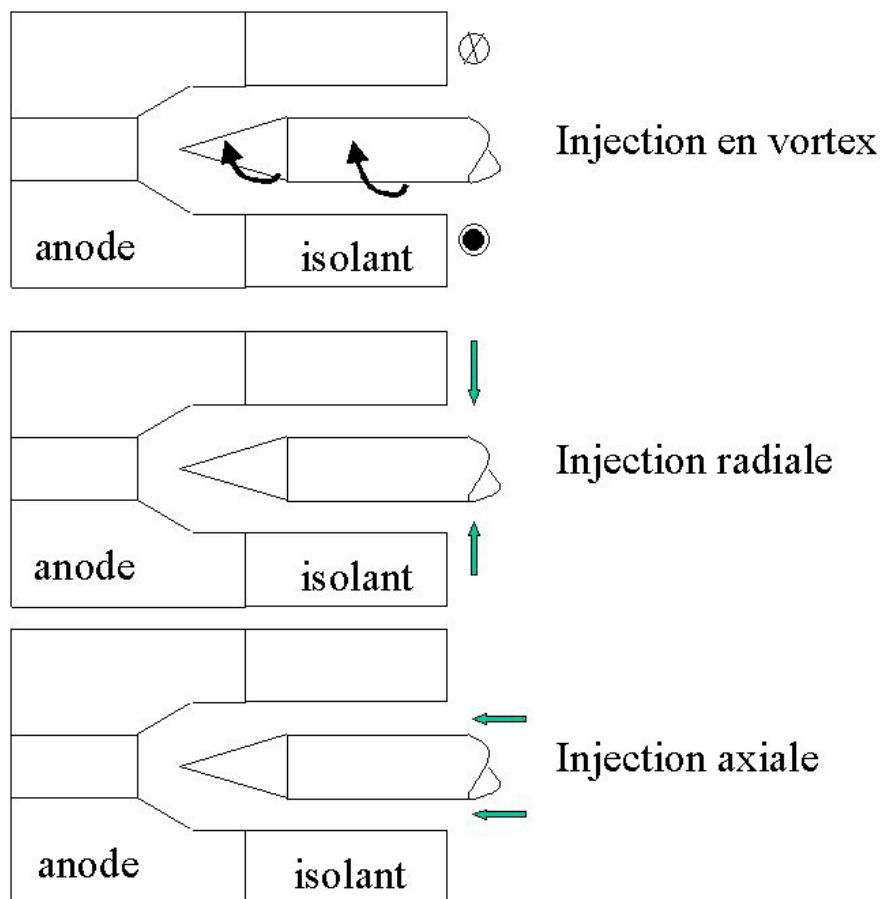 Injection en vortex
anode
isolant
Injection radiale
anode
isolant
Injection axiale
anode
isolant